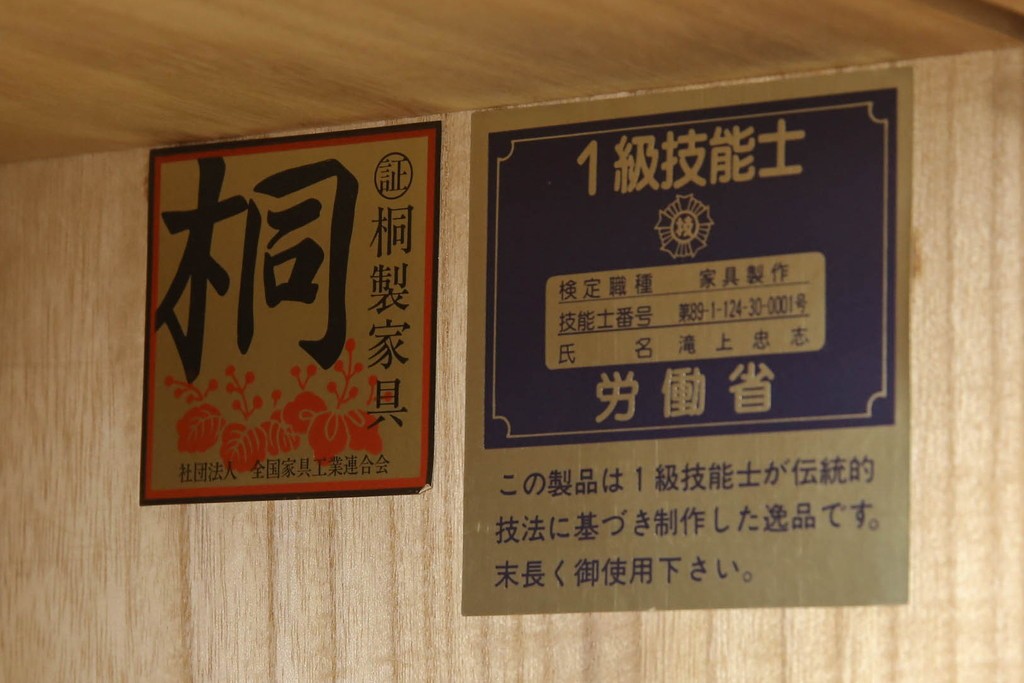 桐
証
桐製家具
社団法人 全国家具工業連合会
1級技能士
技
検定職種 家具製作
技能士番号 第89-1-124-30-0001号
氏名 滝上忠志
労働省
この製品は1級技能士が伝統的
技法に基づき制作した逸品です。
末長く御使用下さい。